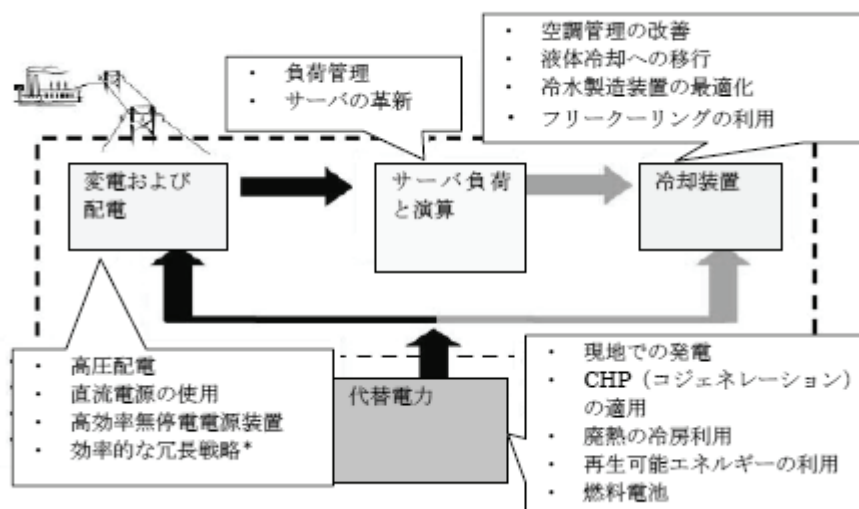 ・ 負荷管理
・ サーバの革新
・ 空調管理の改善
・ 液体冷却への移行
・ 冷水製造装置の最適化
・ フリークーリングの利用
変電および
配電
サーバ負荷
と演算
冷却装置
・ 高圧配電
・ 直流電源の使用
・ 高効率無停電電源装置
・ 効率的な冗長戦略*
代替電力
・ 現地での発電
・ CHP（コジェネレーション）
の適用
・ 廃熱の冷房利用
・ 再生可能エネルギーの利用
・ 燃料電池